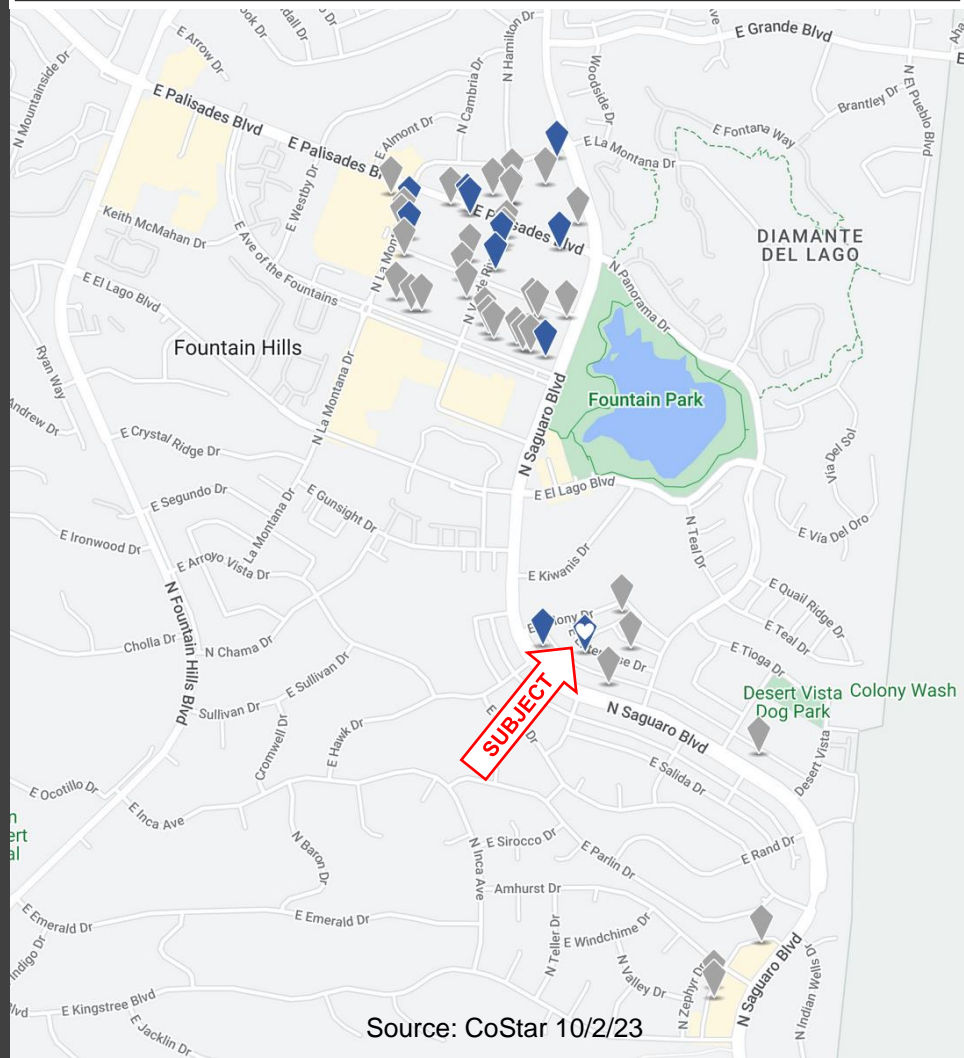 E Grande Blvd
E Arrow Dr
N Hamilton Dr
N Mountainside Dr
Woodside Dr
N El Pueblo Blvd
E Palisades Blvd
N Cambria Dr
Brantley Dr
E Almont Dr
E Fontana Way
E Palisades B
E La Montana Dr
E Westby Dr
Keith McMahan Dr
E Ave of the Fountains
E P
sades Blvd
DIAMANTE
DEL LAGO
N La Mont
N Panorama Dr
E El Lago Blvd
Fountain Hills
Ryan Way
N La Montana Dr
N Saguaro Blvd
Fountain Park
Andrew Dr
E Crystal Ridge Dr
Via Del Sol
E El Lago Blvd
E Segundo Dr
E Gunsight Dr
La Montana Dr
N Teal Dr
E Via Del Oro
E Ironwood Dr
E Arroyo Vista Dr
E Kiwanis Dr
E Quail Ridge Dr
N Fountain Hills Blvd
ony Dr
E Teal Dr
Cholla Dr
N Chama Dr
E Tioga Dr
E Sullivan Dr
SUBJECT
Desert Vista
Dog Park
Colony Wash
Sullivan Dr
N Saguaro Blvd
Cromwell Dr
E Hawk Dr
Desert Vista
E Salida Dr
E Ocotillo Dr
E Inca Ave
N Baron Dr
N Inca Ave
E Sirocco Dr
E Parlin Dr
E Rand Dr
Amhurst Dr
E Emerald Dr
E Emerald Dr
E Windchime Dr
N Teller Dr
Indigo Dr
N Valley Dr
N Zephyr Dr
N Saguaro Blvd
N Indian Wells Dr
E Kingstree Blvd
E Jacklin Dr
Source: CoStar 10/2/23